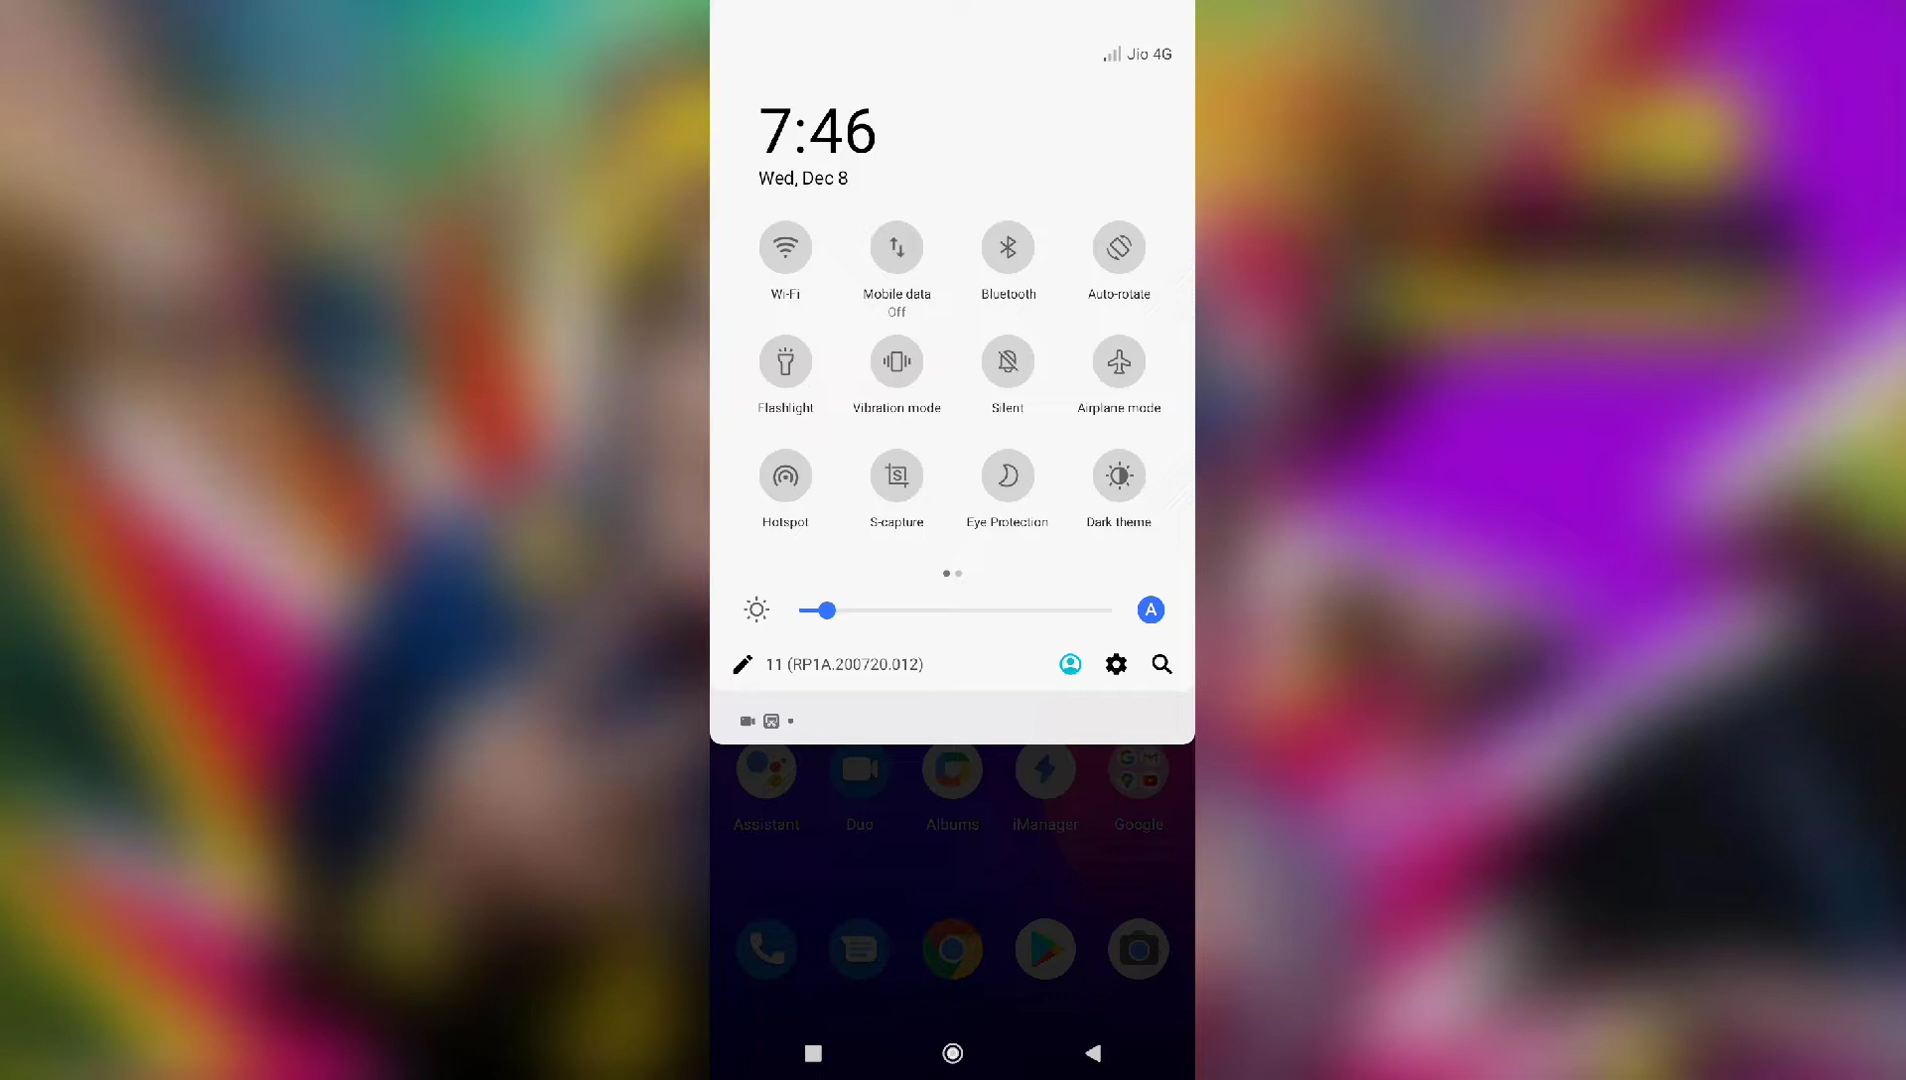 Jio 4G
7:46
Wed, Dec 8
Wi-Fi Mobile data Bluetooth Auto-rotate
Off
Flashlight Vibration mode Silent Airplane mode
Hotspot S-capture Eye Protection Dark theme
A
11 (RP1A.200720.012)
Assistant Duo Albums iManager Google